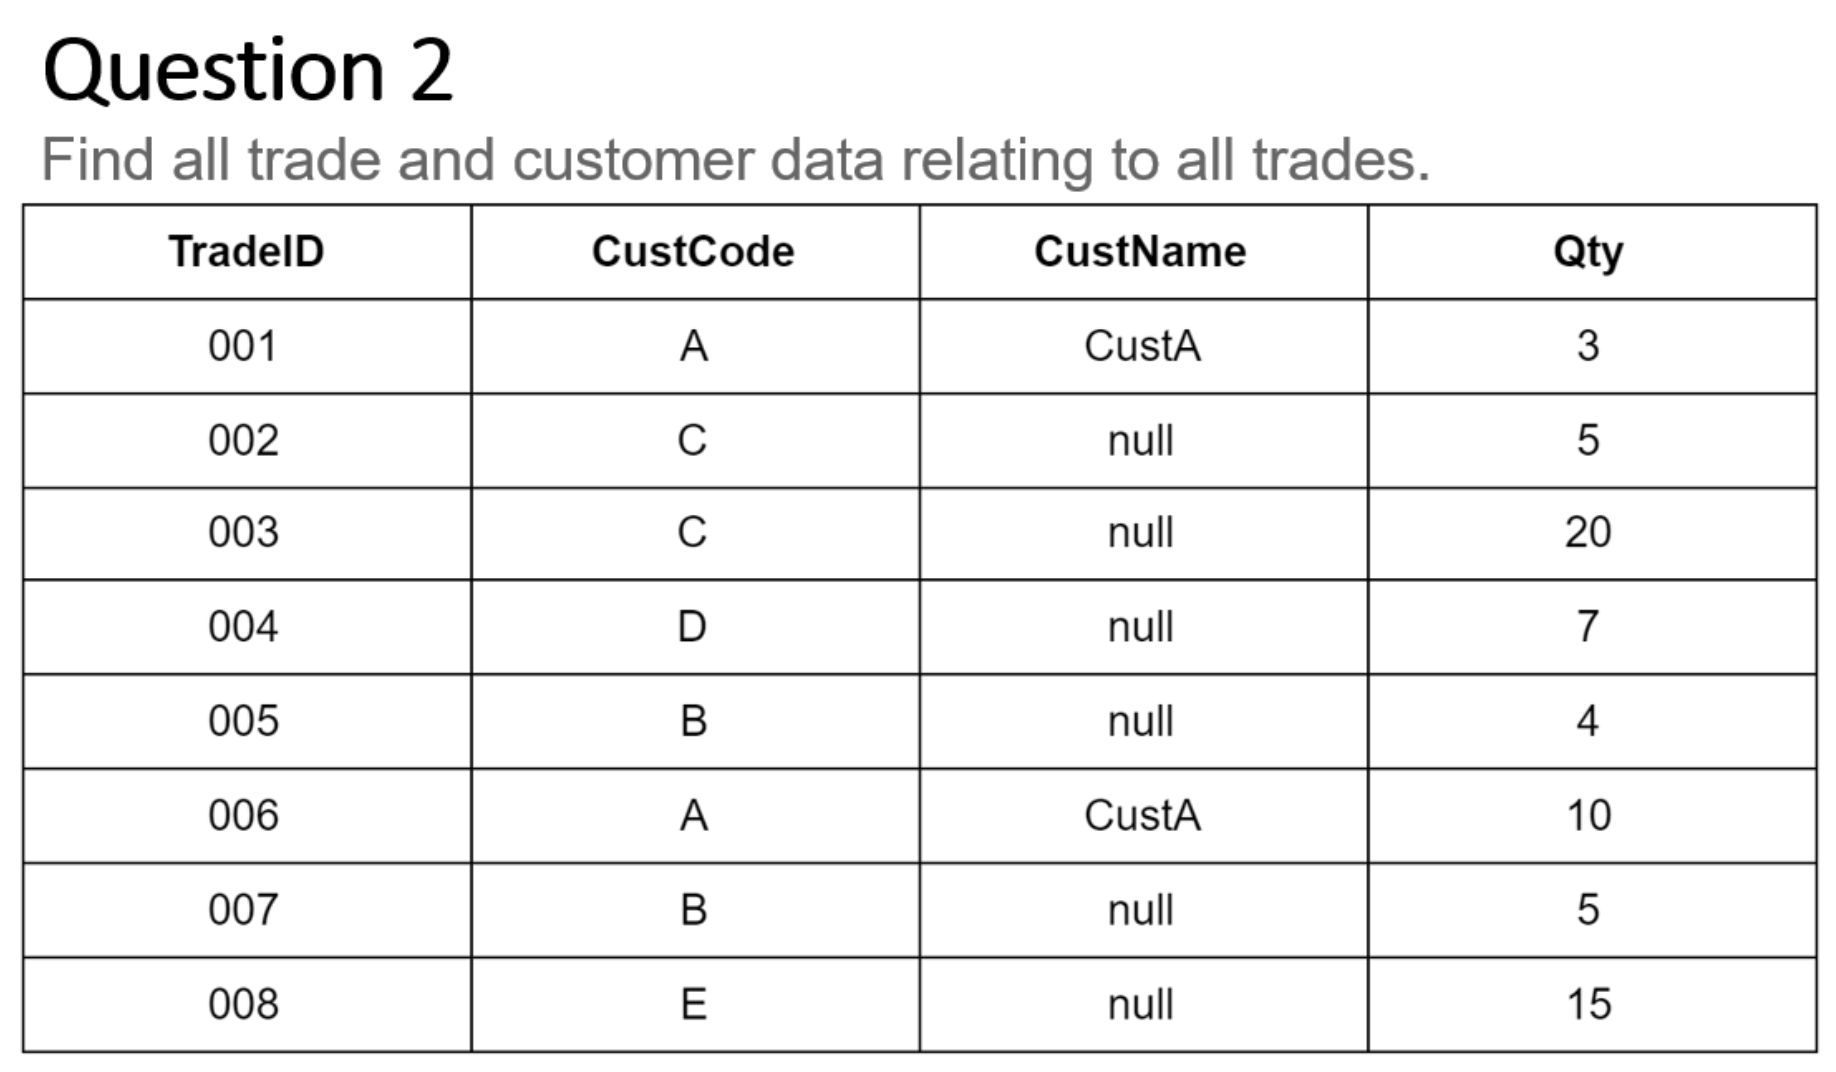 Question 2
Find all trade and customer data relating to all trades.
TradeID CustCode CustName Qty
001 A CustA 3
002 C null 5
003 C null 20
004 D null 7
005 B null 4
006 A CustA 10
007 B null 5
008 E null 15